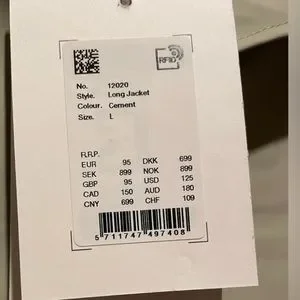 RFID
No. 12020
Style. Long Jacket
Colour. Cement
Size. L
R.R.P.
EUR 95 DKK 699
SEK 899 NOK 899
GBP 95 USD 125
CAD 150 AUD 180
CNY 699 CHF 109
5 711747 497408